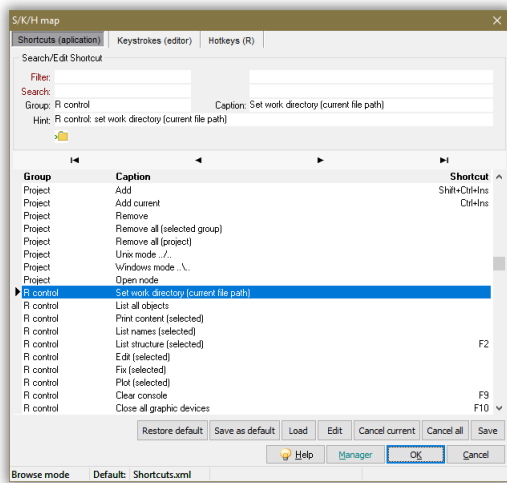 S/K/H map
Shortcuts (aplication) Keystrokes (editor) Hotkeys (R)
Search/Edit Shortcut
Filter:
Search:
Group: R control Caption: Set work directory (current file path)
Hint: R control: set work directory (current file path)
Group Caption Shortcut
Project Add Shift+Ctrl+Ins
Project Add current Ctrl+Ins
Project Remove
Project Remove all (selected group)
Project Remove all (project)
Project Unix mode ../..
Project Windows mode ..\..
Project Open node
R control Set work directory (current file path)
R control List all objects
R control Print content (selected)
R control List names (selected)
R control List structure (selected) F2
R control Edit (selected)
R control Fix (selected)
R control Plot (selected)
R control Clear console F9
R control Close all graphic devices F10
Restore default Save as default Load Edit Cancel current Cancel all Save
Help Manager OK Cancel
Browse mode Default: Shortcuts.xml